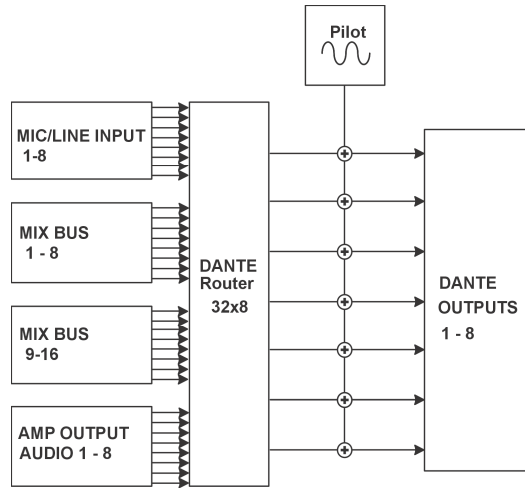 Pilot
MIC/LINE INPUT
1-8
MIX BUS
1 - 8
DANTE
Router
32x8
DANTE
OUTPUTS
1 - 8
MIX BUS
9-16
AMP OUTPUT
AUDIO 1 - 8